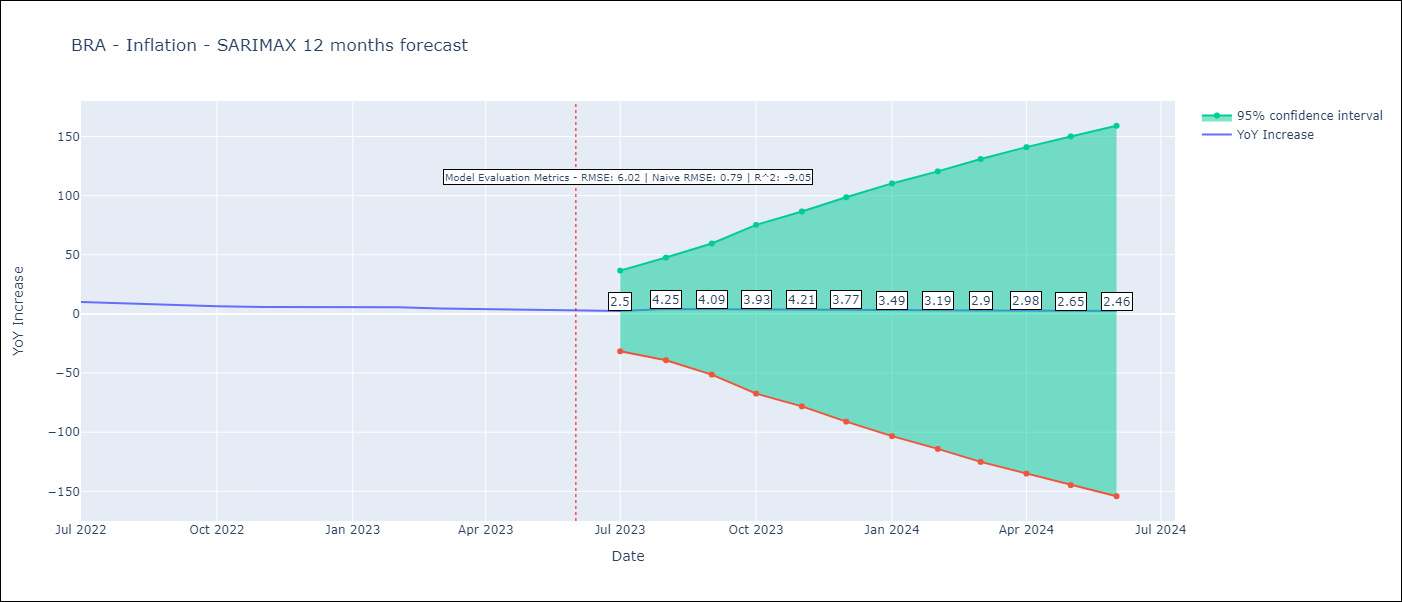 BRA - Inflation - SARIMAX 12 months forecast
95% confidence interval
YoY Increase
Model Evaluation Metrics - RMSE: 6.02 | Naive RMSE: 0.79 | R^2: -9.05
YoY Increase
150
100
50
0
−50
−100
−150
2.5 4.25 4.09 3.93 4.21 3.77 3.49 3.19 2.9 2.98 2.65 2.46
Jul 2022 Oct 2022 Jan 2023 Apr 2023 Jul 2023 Oct 2023 Jan 2024 Apr 2024 Jul 2024
Date